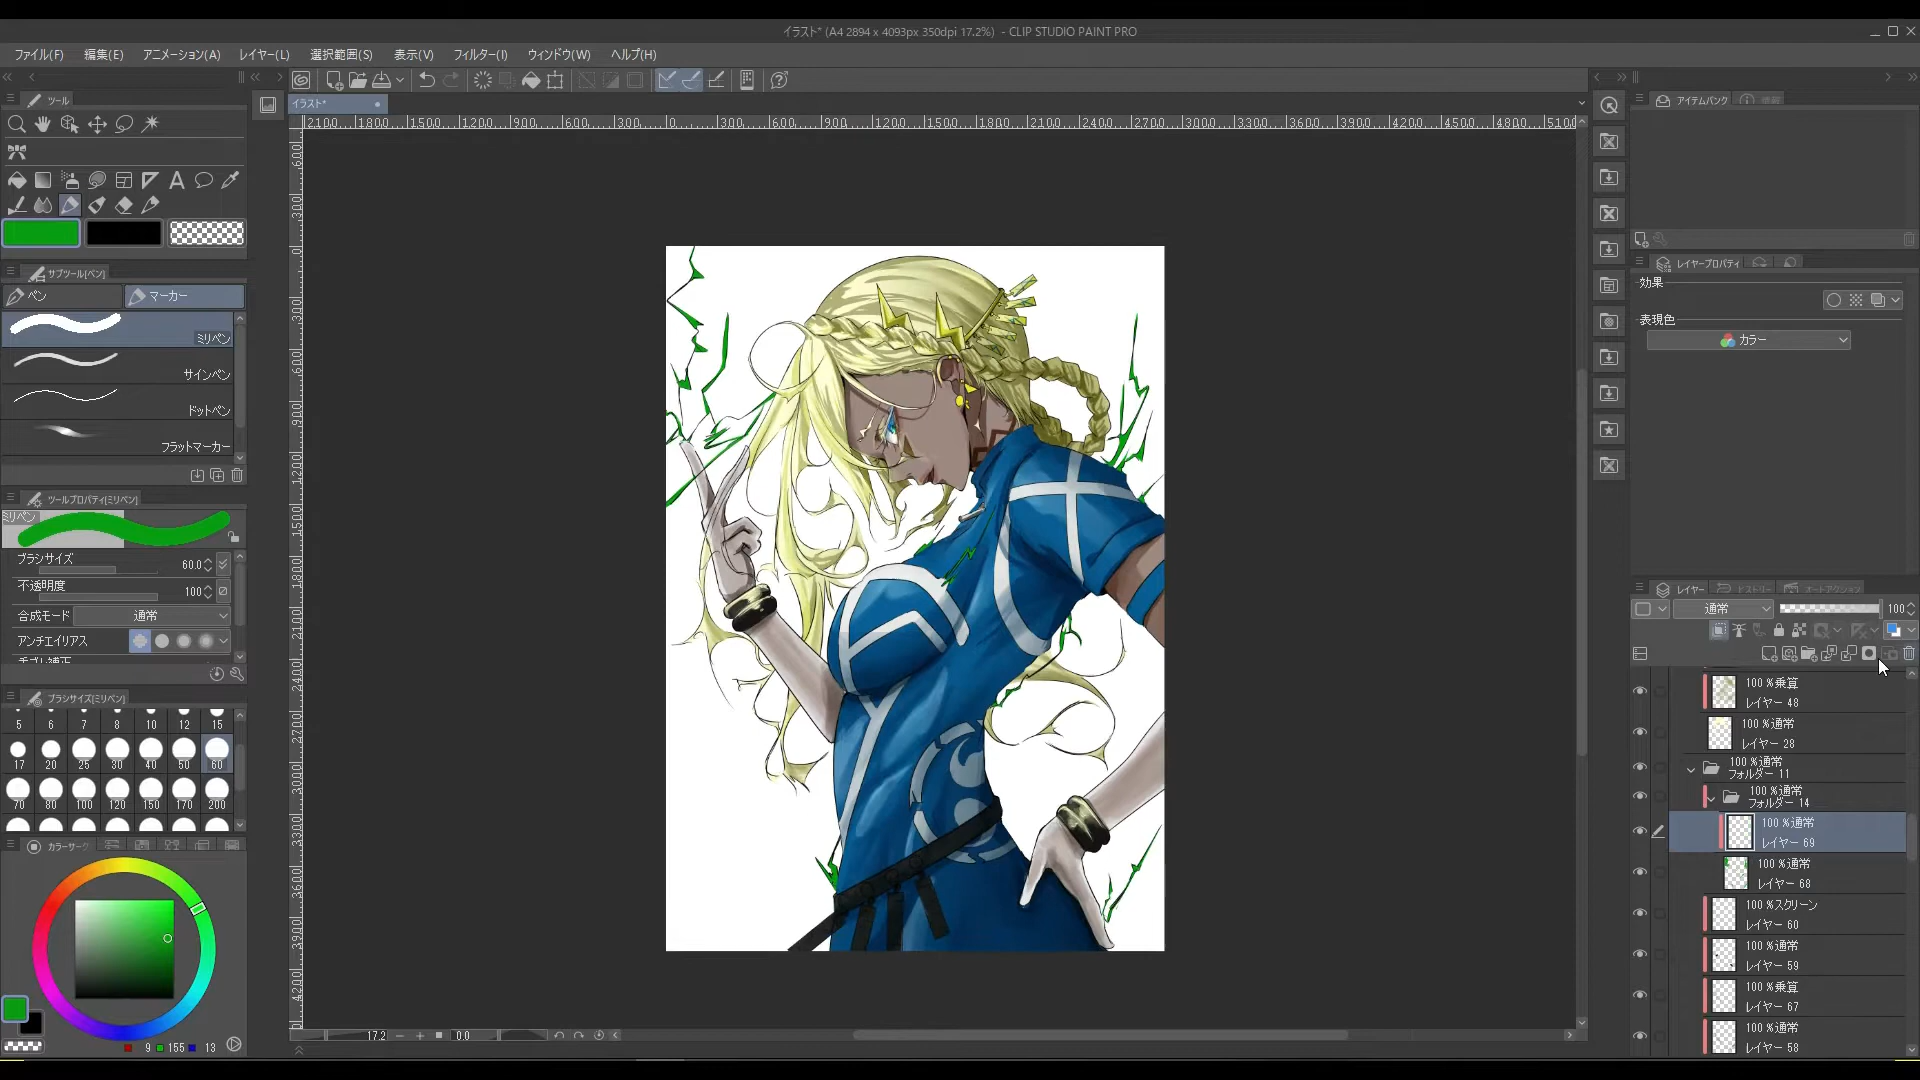 イラスト* (A4 2894 x 4093px 350dpi 17.2%) - CLIP STUDIO PAINT PRO
ファイル(F) 編集(E) アニメーション(A) レイヤー(L) 選択範囲(S) 表示(V) フィルター(I) ウィンドウ(W) ヘルプ(H)
ツール
サブツール[ペン]
ペン マーカー
ミリペン
サインペン
ドットペン
フラットマーカー
ツールプロパティ[ミリペン]
ミリペン
ブラシサイズ 60.0
不透明度 100
合成モード 通常
アンチエイリアス
ブラシサイズ[ミリペン]
5 6 7 8 10 12 15
17 20 25 30 40 50 60
70 80 100 120 150 170 200
カラーサーク
9 155 13
イラスト*
17.2 0.0
アイテムバンク
レイヤープロパティ
効果
表現色
カラー
レイヤー ヒストリー オートアクション
通常 100
100 %乗算
レイヤー 48
100 %通常
レイヤー 28
100 %通常
フォルダー 11
100 %通常
フォルダー 14
100 %通常
レイヤー 69
100 %通常
レイヤー 68
100 %スクリーン
レイヤー 60
100 %通常
レイヤー 59
100 %乗算
レイヤー 67
100 %通常
レイヤー 58